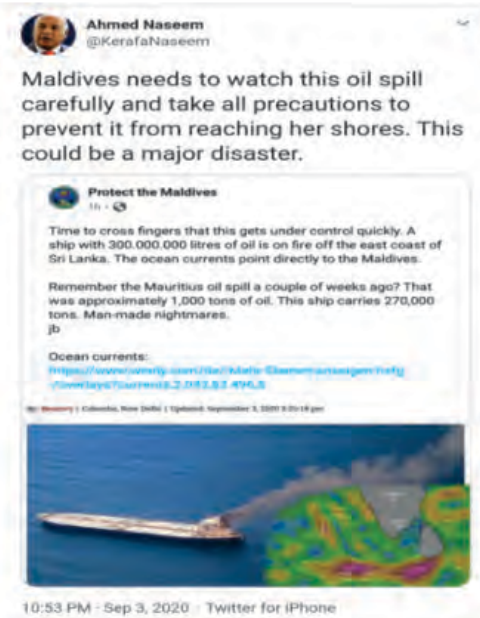 Ahmed Naseem
@KerafaNaseem
Maldives needs to watch this oil spill
carefully and take all precautions to
prevent it from reaching her shores. This
could be a major disaster.
Protect the Maldives
1h
Time to cross fingers that this gets under control quickly. A
ship with 300.000.000 litres of oil is on fire off the east coast of
Sri Lanka. The ocean currents point directly to the Maldives.
Remember the Mauritius oil spill a couple of weeks ago? That
was approximately 1,000 tons of oil. This ship carries 270,000
tons. Man-made nightmares.
jb
Ocean currents:
By: Reuters | Colombo, New Delhi | Updated: September 3, 2020
10:53 PM · Sep 3, 2020 · Twitter for iPhone